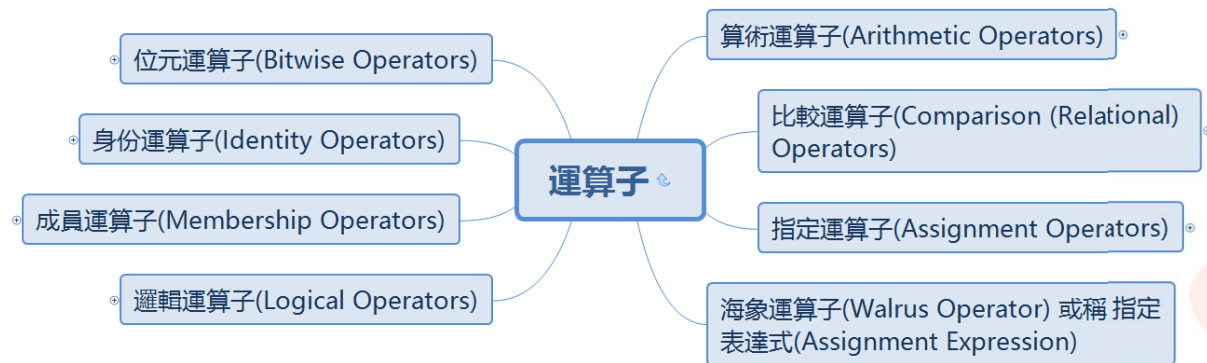 運算子
算術運算子(Arithmetic Operators)
比較運算子(Comparison (Relational)
Operators)
指定運算子(Assignment Operators)
海象運算子(Walrus Operator) 或稱 指定
表達式(Assignment Expression)
位元運算子(Bitwise Operators)
身份運算子(Identity Operators)
成員運算子(Membership Operators)
邏輯運算子(Logical Operators)